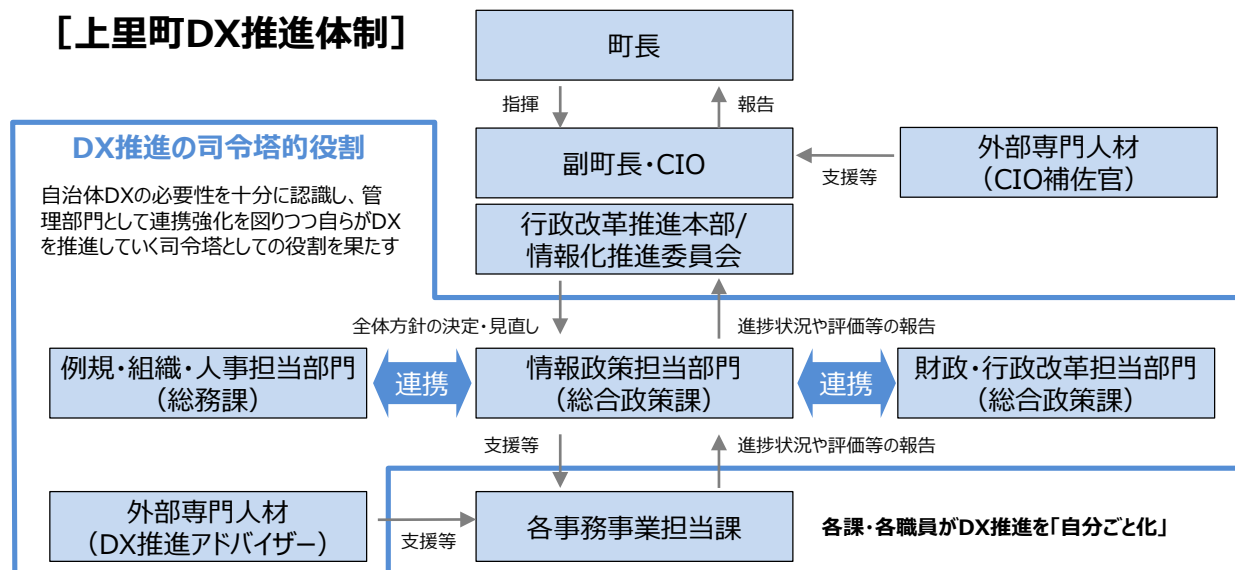 [上里町DX推進体制]
町長
指揮
報告
DX推進の司令塔的役割
自治体DXの必要性を十分に認識し、管
理部門として連携強化を図りつつ自らがDX
を推進していく司令塔としての役割を果たす
副町長・CIO
支援等
外部専門人材
（CIO補佐官）
行政改革推進本部/
情報化推進委員会
全体方針の決定・見直し
進捗状況や評価等の報告
例規・組織・人事担当部門
（総務課）
連携
情報政策担当部門
（総合政策課）
連携
財政・行政改革担当部門
（総合政策課）
支援等
進捗状況や評価等の報告
外部専門人材
（DX推進アドバイザー）
支援等
各事務事業担当課
各課・各職員がDX推進を「自分ごと化」